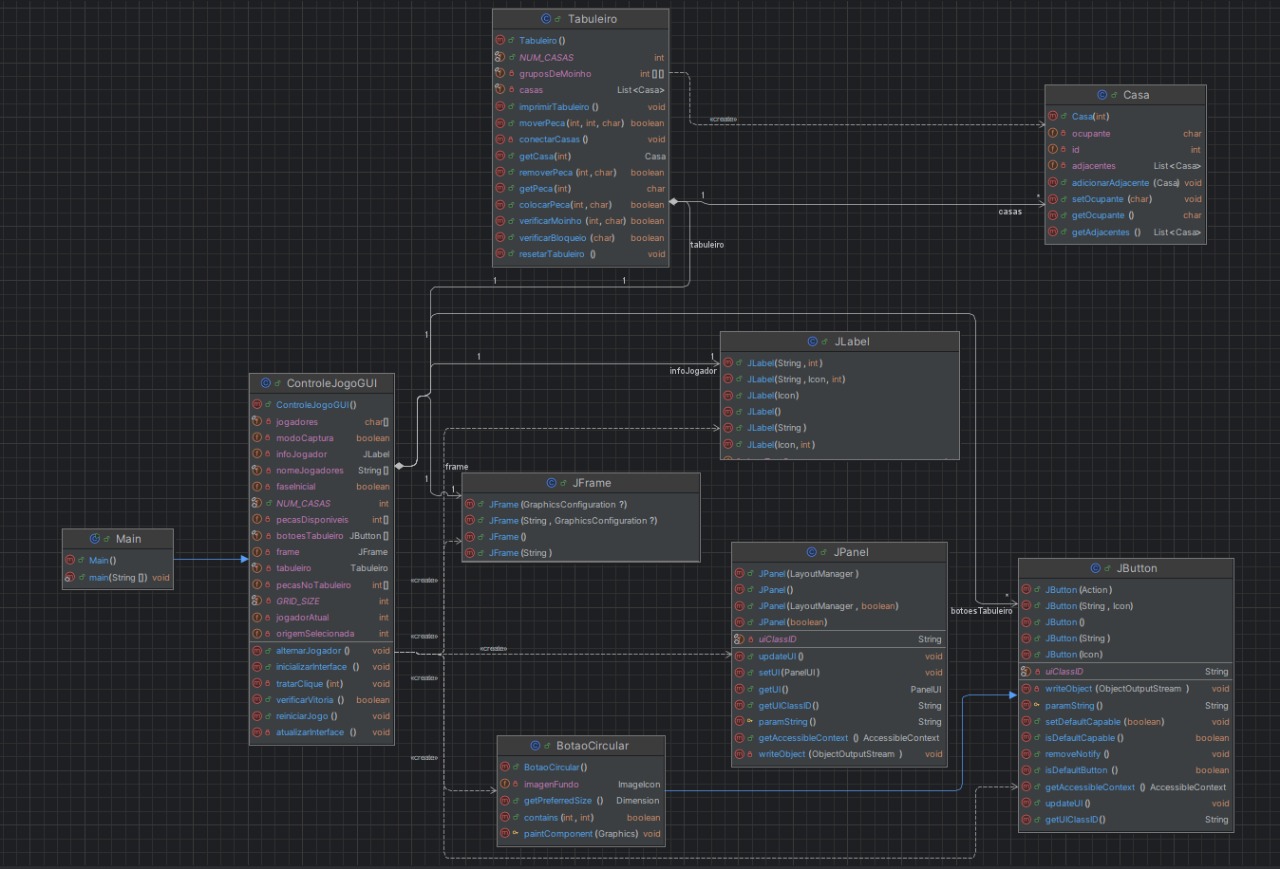 Tabuleiro
Tabuleiro()
NUM_CASAS int
gruposDeMoinho int[][]
casas List<Casa>
imprimirTabuleiro () void
moverPeca(int, int, char) boolean
conectarCasas () void
getCasa(int) Casa
removerPeca (int, char) boolean
getPeca(int) char
colocarPeca(int, char) boolean
verificarMoinho (int, char) boolean
verificarBloqueio (char) boolean
resetarTabuleiro () void
Casa
Casa(int)
ocupante char
id int
adjacentes List<Casa>
adicionarAdjacente (Casa) void
setOcupante (char) void
getOcupante () char
getAdjacentes () List<Casa>
«create»
1
*
casas
tabuleiro
1 1
1
JLabel
JLabel(String, int)
JLabel(String, Icon, int)
JLabel(Icon)
JLabel()
JLabel(String)
JLabel(Icon, int)
1 1
infoJogador
ControleJogoGUI
ControleJogoGUI()
jogadores char[]
modoCaptura boolean
infoJogador JLabel
nomeJogadores String[]
faseInicial boolean
NUM_CASAS int
pecasDisponiveis int[]
botoesTabuleiro JButton[]
frame JFrame
tabuleiro Tabuleiro
pecasNoTabuleiro int[]
GRID_SIZE int
jogadorAtual int
origemSelecionada int
alternarJogador () void
inicializarInterface () void
tratarClique (int) void
verificarVitoria () boolean
reiniciarJogo () void
atualizarInterface () void
frame
1 1
JFrame
JFrame(GraphicsConfiguration ?)
JFrame(String, GraphicsConfiguration ?)
JFrame()
JFrame(String)
Main
Main()
main(String[]) void
«create»
«create»
«create»
«create»
«create»
JPanel
JPanel(LayoutManager)
JPanel()
JPanel(LayoutManager, boolean)
JPanel(boolean)
uiClassID String
updateUI() void
setUI(PanelUI) void
getUI() PanelUI
getUIClassID() String
paramString() String
getAccessibleContext () AccessibleContext
writeObject (ObjectOutputStream) void
*
botoesTabuleiro
JButton
JButton(Action)
JButton(String, Icon)
JButton()
JButton(String)
JButton(Icon)
uiClassID String
writeObject (ObjectOutputStream) void
paramString() String
setDefaultCapable (boolean) void
isDefaultCapable () boolean
removeNotify () void
isDefaultButton () boolean
getAccessibleContext () AccessibleContext
updateUI() void
getUIClassID() String
BotaoCircular
BotaoCircular()
imagenFundo ImageIcon
getPreferredSize () Dimension
contains (int, int) boolean
paintComponent (Graphics) void